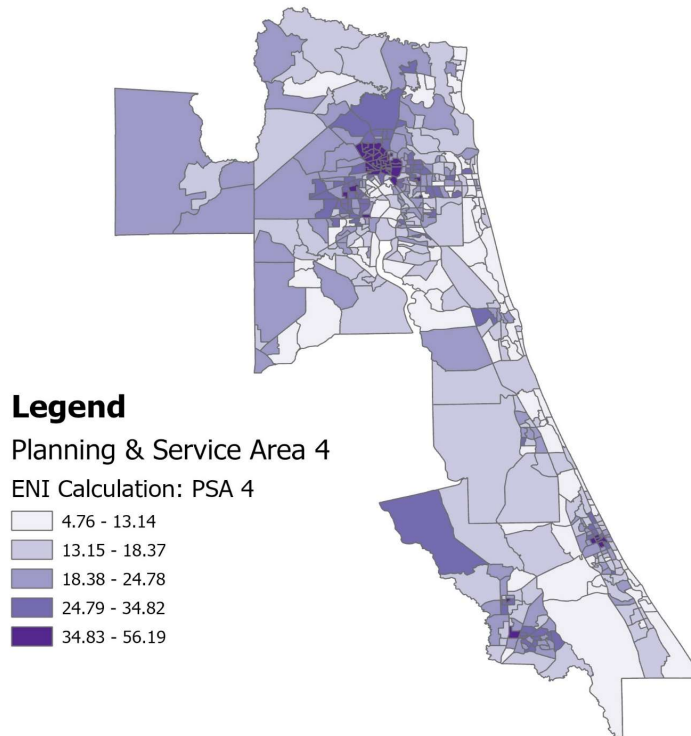 Legend
Planning & Service Area 4
ENI Calculation: PSA 4
4.76 - 13.14
13.15 - 18.37
18.38 - 24.78
24.79 - 34.82
34.83 - 56.19